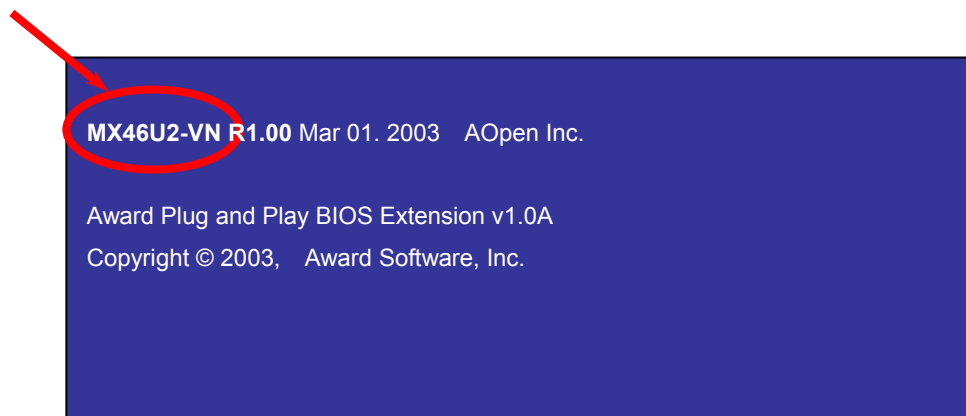 MX46U2-VN R1.00 Mar 01. 2003 AOpen Inc.
Award Plug and Play BIOS Extension v1.0A
Copyright © 2003, Award Software, Inc.